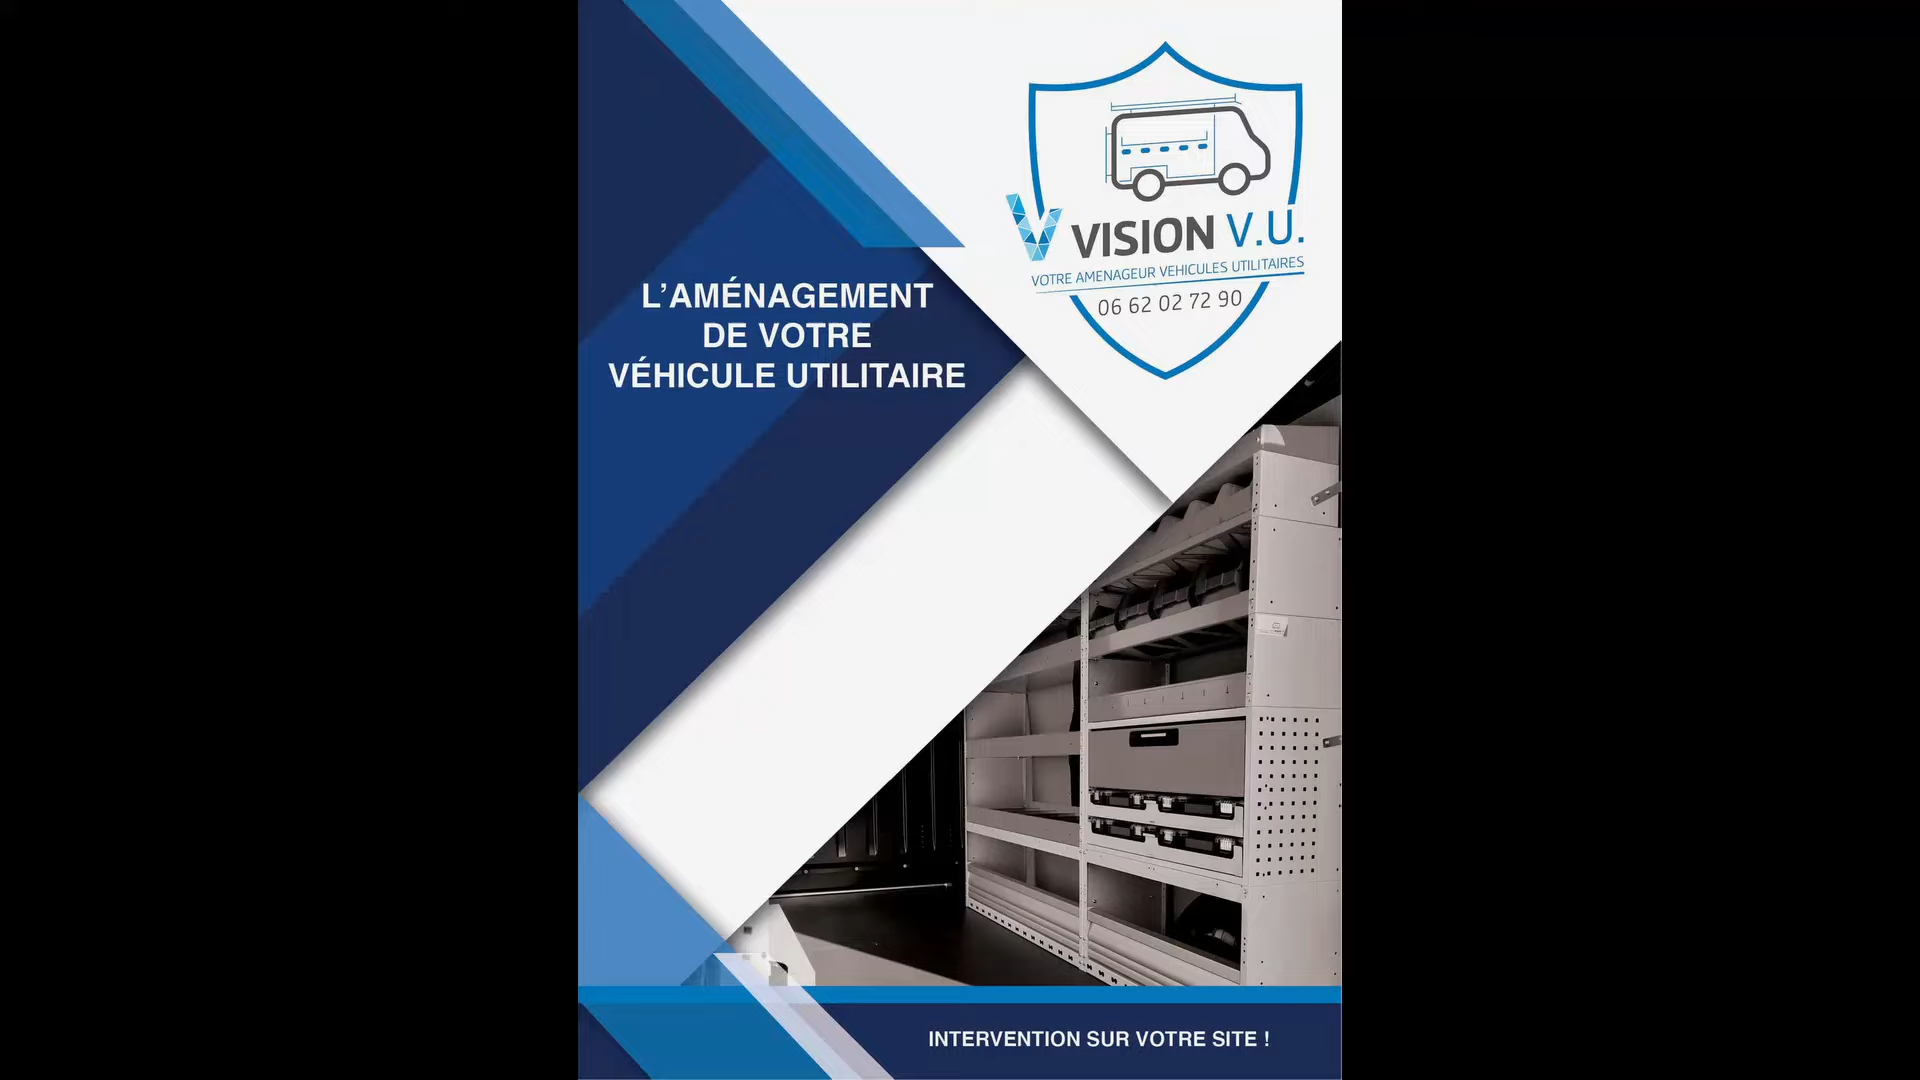 VISION V.U.
VOTRE AMENAGEUR VEHICULES UTILITAIRES
06 62 02 72 90
L’AMÉNAGEMENT
DE VOTRE
VÉHICULE UTILITAIRE
INTERVENTION SUR VOTRE SITE !